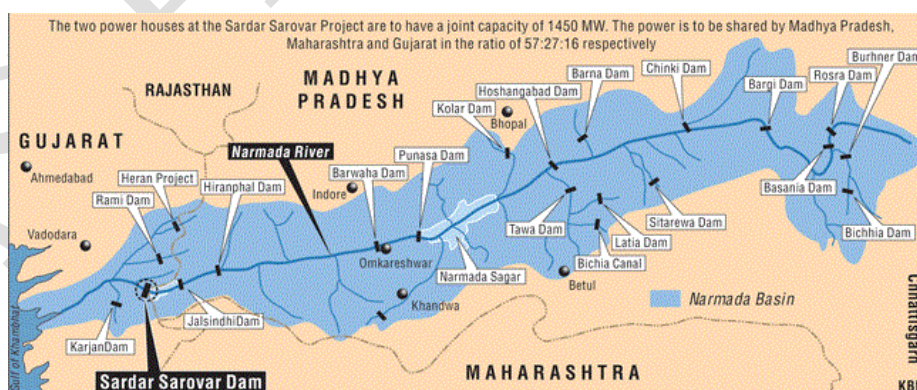 The two power houses at the Sardar Sarovar Project are to have a joint capacity of 1450 MW. The power is to be shared by Madhya Pradesh,
Maharashtra and Gujarat in the ratio of 57:27:16 respectively
Burhner Dam
Rosra Dam
Bargi Dam
Chinki Dam
Barna Dam
Hoshangabad Dam
MADHYA
PRADESH
RAJASTHAN
Kolar Dam
Bhopal
GUJARAT
Narmada River
Punasa Dam
Barwaha Dam
Ahmedabad
Heran Project
Hiranphal Dam
Indore
Rami Dam
Basania Dam
Sitarewa Dam
Tawa Dam
Latia Dam
Bichhia Dam
Vadodara
Omkareshwar
Narmada Sagar
Bichia Canal
Betul
Khandwa
Narmada Basin
JalsindhiDam
KarjanDam
Gulf of Khambhat
Chhattisgarh
MAHARASHTRA
Sardar Sarovar Dam
KBK